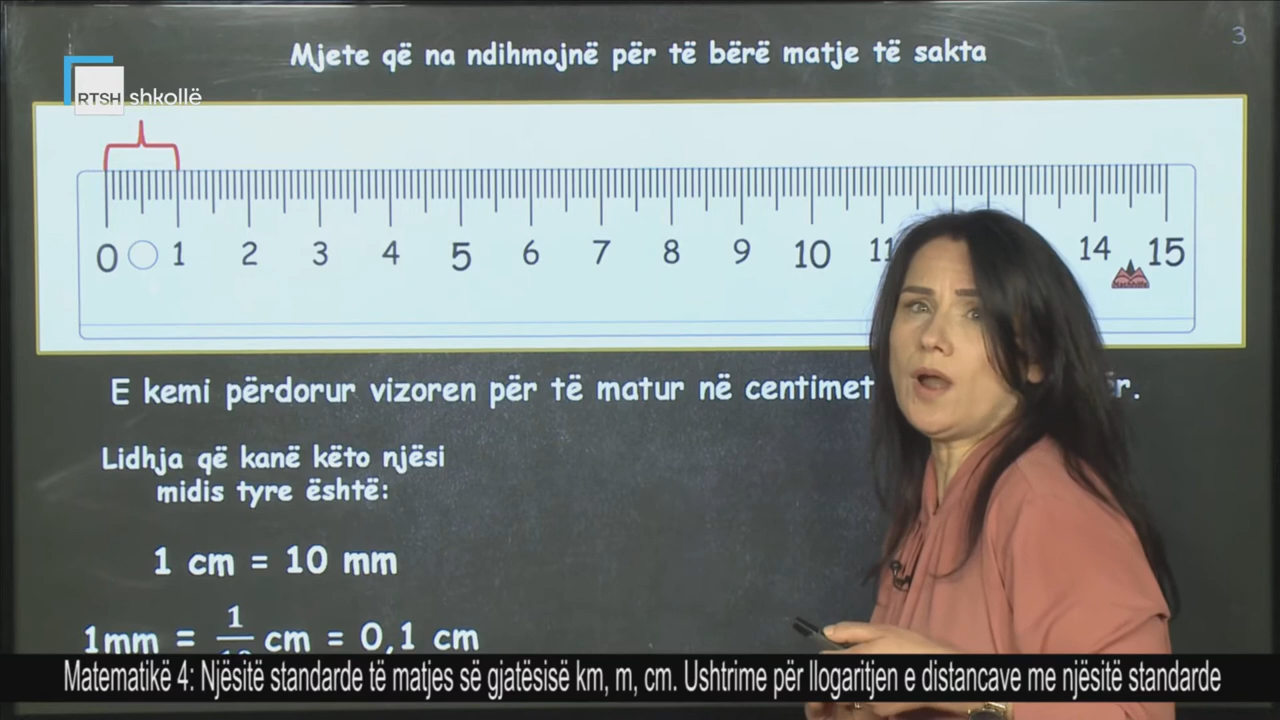 Mjete që na ndihmojnë për të bërë matje të sakta
3
RTSH shkollë
0 1 2 3 4 5 6 7 8 9 10 11 14 15
E kemi përdorur vizoren për të matur në centimet
Lidhja që kanë këto njësi
midis tyre është:
1 cm = 10 mm
1mm = 1/ cm = 0,1 cm
Matematikë 4: Njësitë standarde të matjes së gjatësisë km, m, cm. Ushtrime për llogaritjen e distancave me njësitë standarde